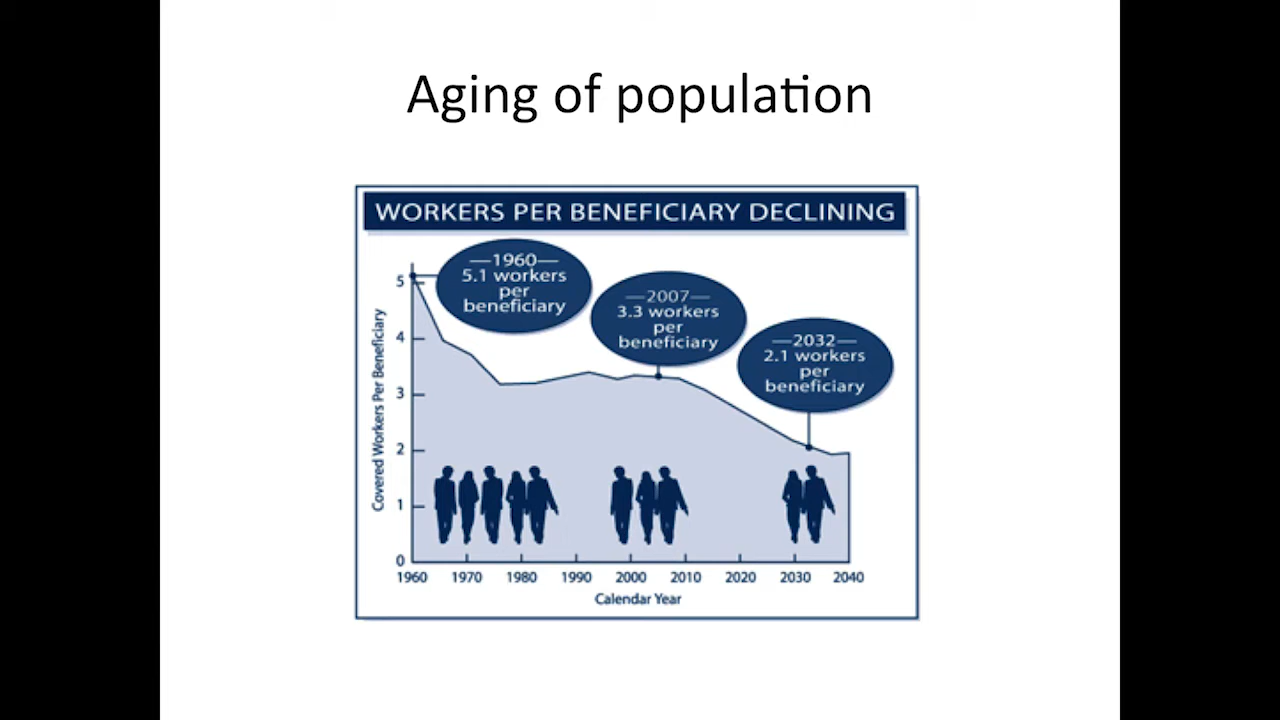 Aging of population
WORKERS PER BENEFICIARY DECLINING
—1960—
5.1 workers
per
beneficiary
—2007—
3.3 workers
per
beneficiary
—2032—
2.1 workers
per
beneficiary
Covered Workers Per Beneficiary
5
4
3
2
1
0
1960 1970 1980 1990 2000 2010 2020 2030 2040
Calendar Year